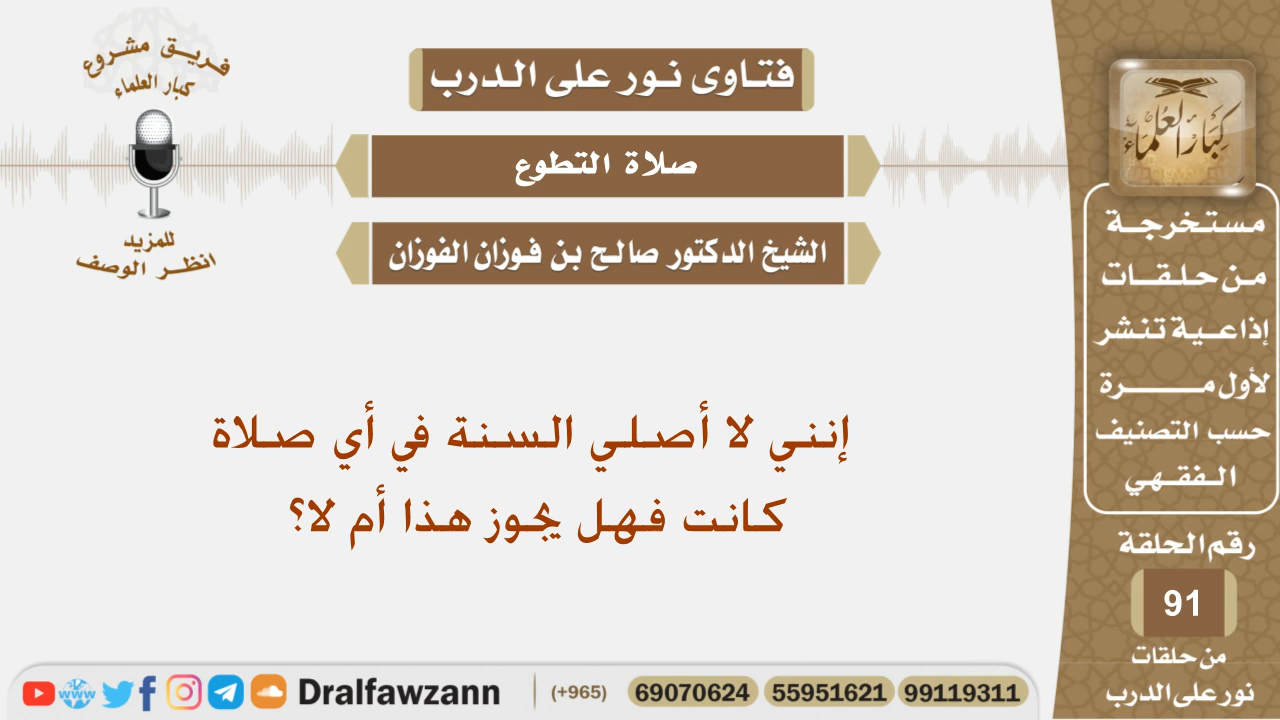 فريق مشروع
كبار العلماء
للمزيد
انظر الوصف
فتاوى نور على الدرب
صلاة التطوع
الشيخ الدكتور صالح بن فوزان الفوزان
إنني لا أصلي السنة في أي صلاة
كانت فهل يجوز هذا أم لا؟
كبار العلماء
مستخرجة
من حلقات
إذاعية تنشر
لأول مرة
حسب التصنيف
الفقهي
رقم الحلقة
91
من حلقات
نور على الدرب
www Dralfawzann (+965) 69070624 55951621 99119311